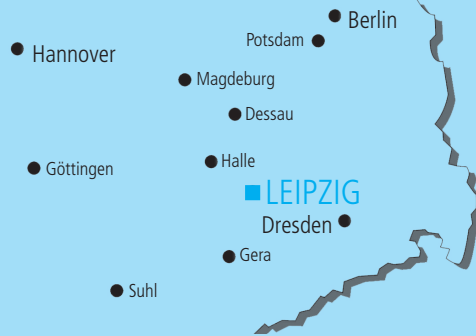 Berlin
Potsdam
Hannover
Magdeburg
Dessau
Halle
Göttingen
LEIPZIG
Dresden
Gera
Suhl